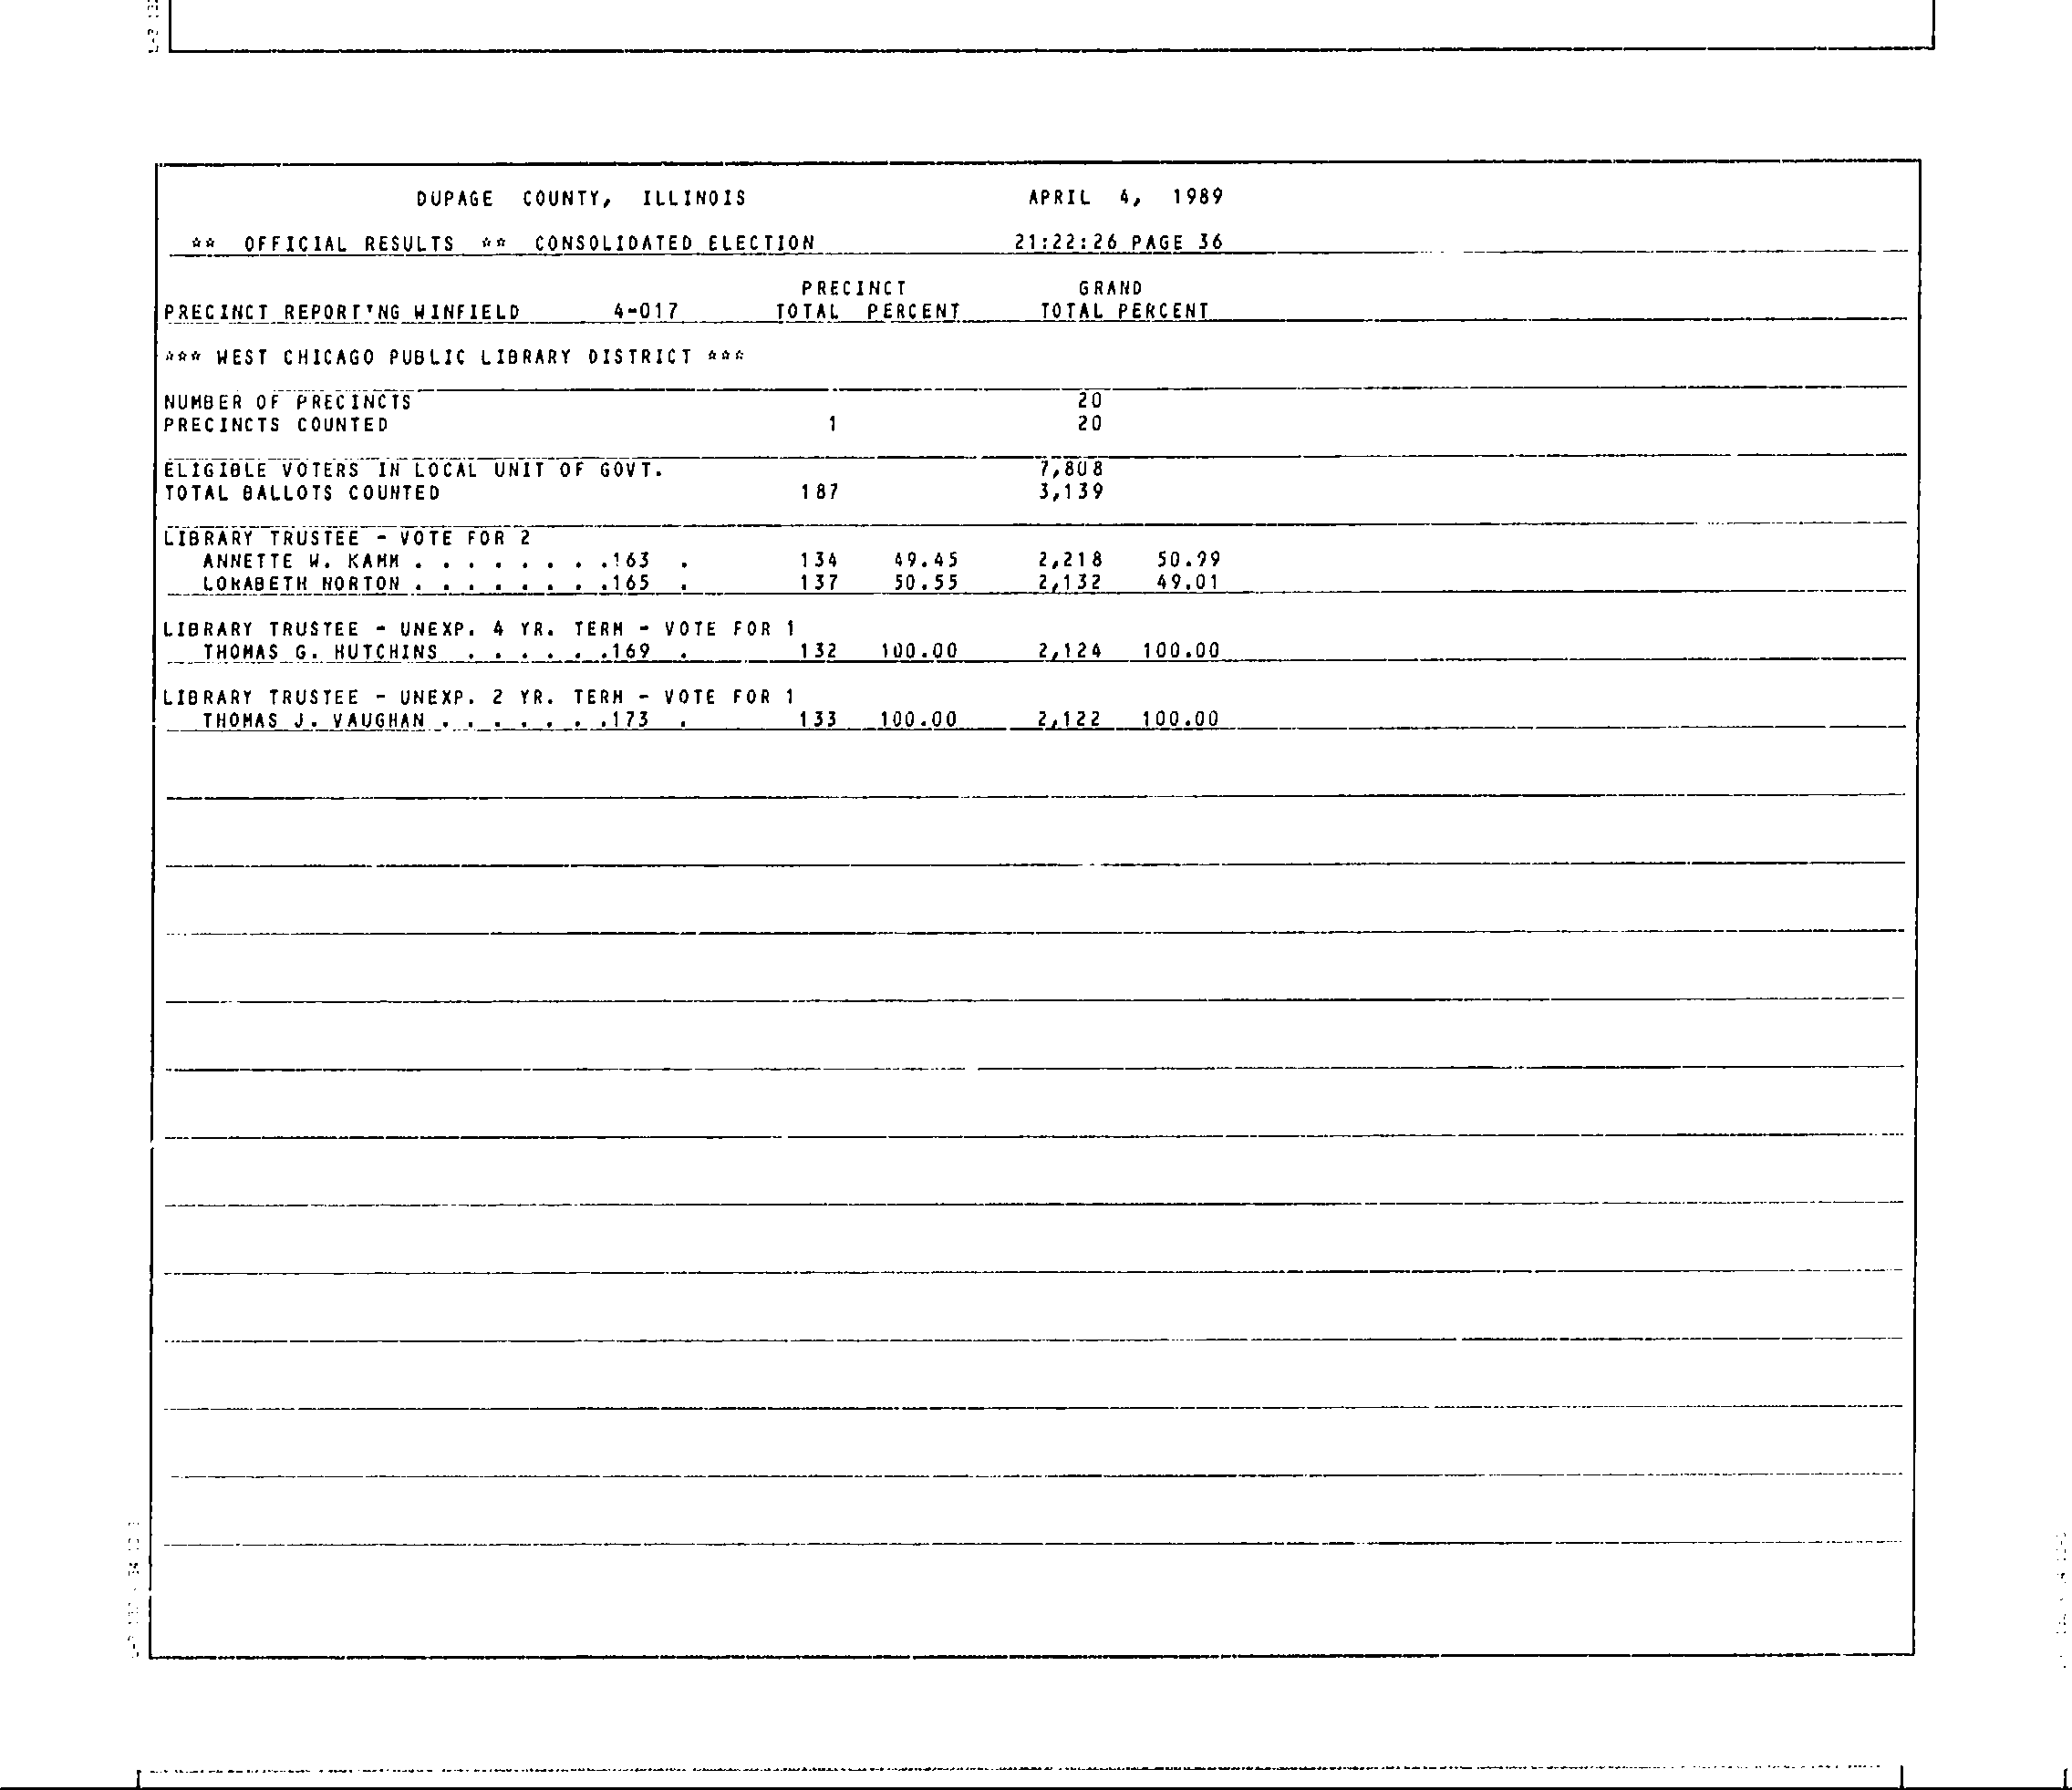 DUPAGE COUNTY, ILLINOIS APRIL 4, 1989
** OFFICIAL RESULTS ** CONSOLIDATED ELECTION 21:22:26 PAGE 36
PRECINCT GRAND
PRECINCT REPORT'NG WINFIELD 4-017 TOTAL PERCENT TOTAL PERCENT
*** WEST CHICAGO PUBLIC LIBRARY DISTRICT ***
NUMBER OF PRECINCTS 20
PRECINCTS COUNTED 1 20
ELIGIBLE VOTERS IN LOCAL UNIT OF GOVT. 7,808
TOTAL BALLOTS COUNTED 187 3,139
LIBRARY TRUSTEE - VOTE FOR 2
ANNETTE W. KAMM . . . . . . . .163 . 134 49.45 2,218 50.99
LORABETH NORTON . . . . . . . .165 . 137 50.55 2,132 49.01
LIBRARY TRUSTEE - UNEXP. 4 YR. TERM - VOTE FOR 1
THOMAS G. HUTCHINS . . . . . .169 . 132 100.00 2,124 100.00
LIBRARY TRUSTEE - UNEXP. 2 YR. TERM - VOTE FOR 1
THOMAS J. VAUGHAN . . . . . . .173 . 133 100.00 2,122 100.00